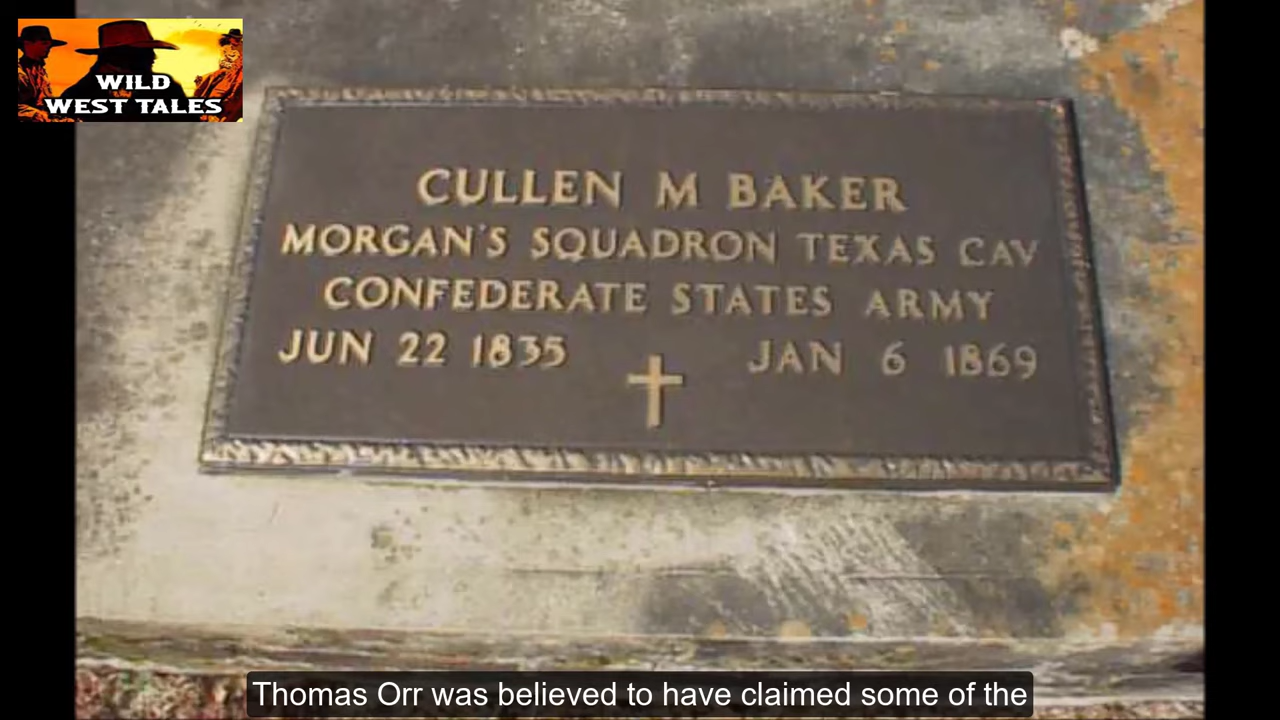 WILD
WEST TALES
CULLEN M BAKER
MORGAN'S SQUADRON TEXAS CAV
CONFEDERATE STATES ARMY
JUN 22 1835 JAN 6 1869
Thomas Orr was believed to have claimed some of the